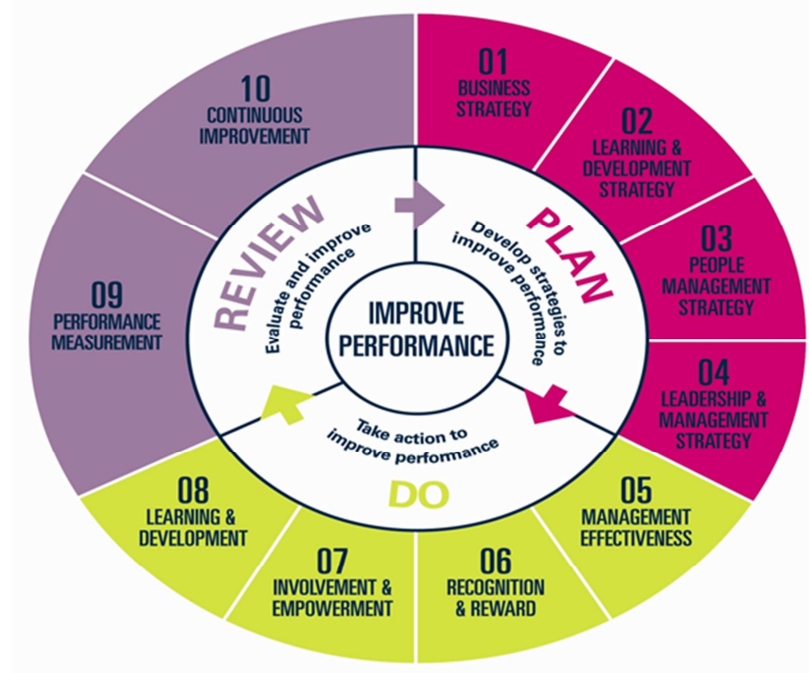 01
BUSINESS
STRATEGY
02
LEARNING &
DEVELOPMENT
STRATEGY
03
PEOPLE
MANAGEMENT
STRATEGY
04
LEADERSHIP &
MANAGEMENT
STRATEGY
05
MANAGEMENT
EFFECTIVENESS
06
RECOGNITION
& REWARD
07
INVOLVEMENT &
EMPOWERMENT
08
LEARNING &
DEVELOPMENT
09
PERFORMANCE
MEASUREMENT
10
CONTINUOUS
IMPROVEMENT
PLAN
Develop strategies to
improve performance
DO
Take action to
improve performance
REVIEW
Evaluate and improve
performance
IMPROVE
PERFORMANCE